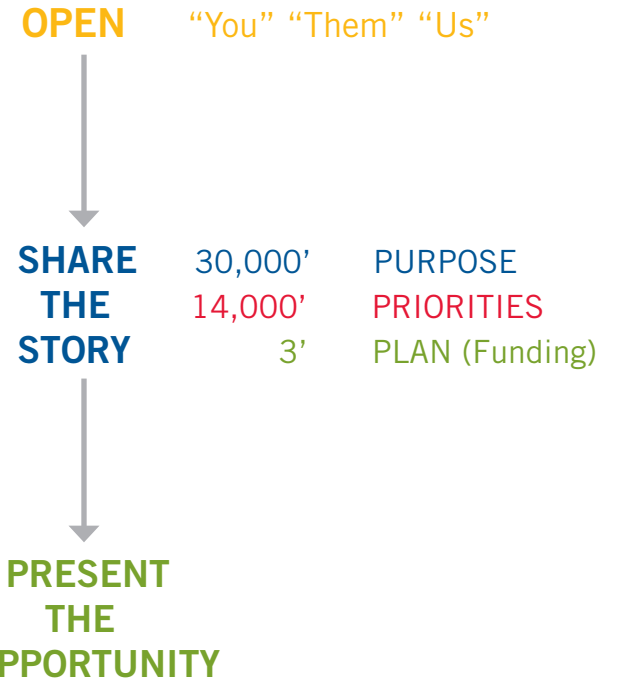 OPEN “You” “Them” “Us”
SHARE 30,000’ PURPOSE
THE 14,000’ PRIORITIES
STORY 3’ PLAN (Funding)
PRESENT
THE
PPORTUNITY